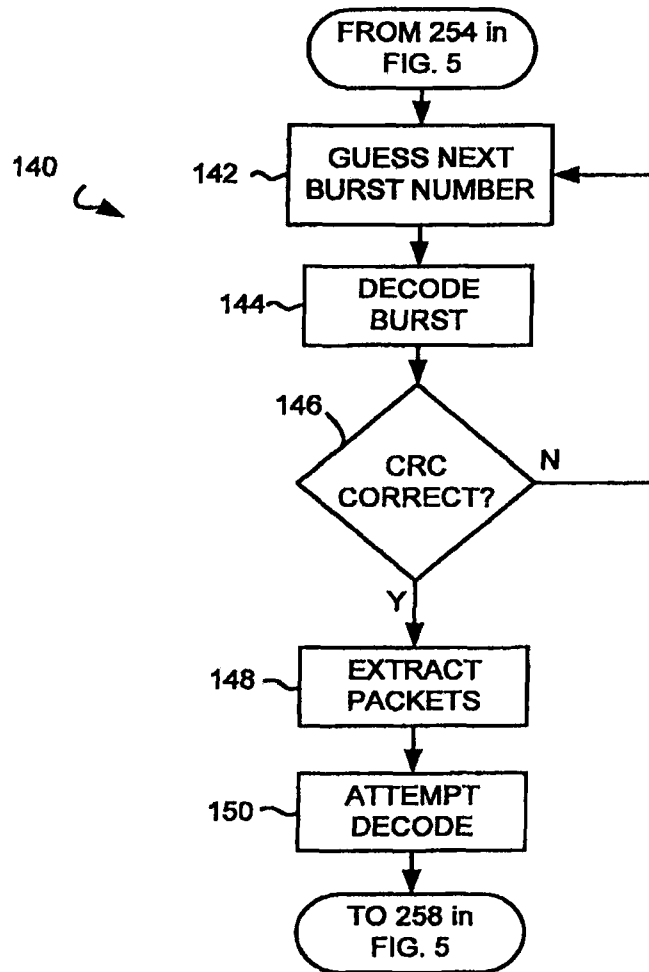 FROM 254 in
FIG. 5
140
142
GUESS NEXT
BURST NUMBER
144
DECODE
BURST
146
CRC
CORRECT?
N
Y
148
EXTRACT
PACKETS
150
ATTEMPT
DECODE
TO 258 in
FIG. 5